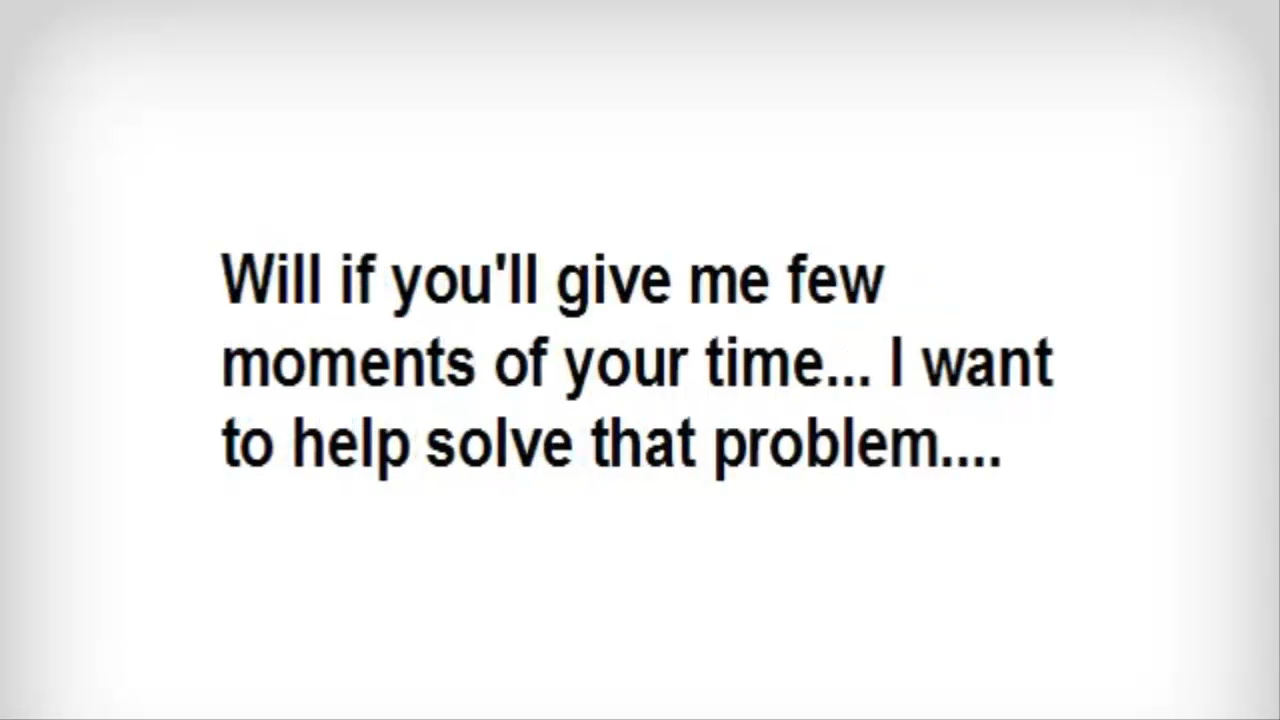 Will if you'll give me few
moments of your time... I want
to help solve that problem....